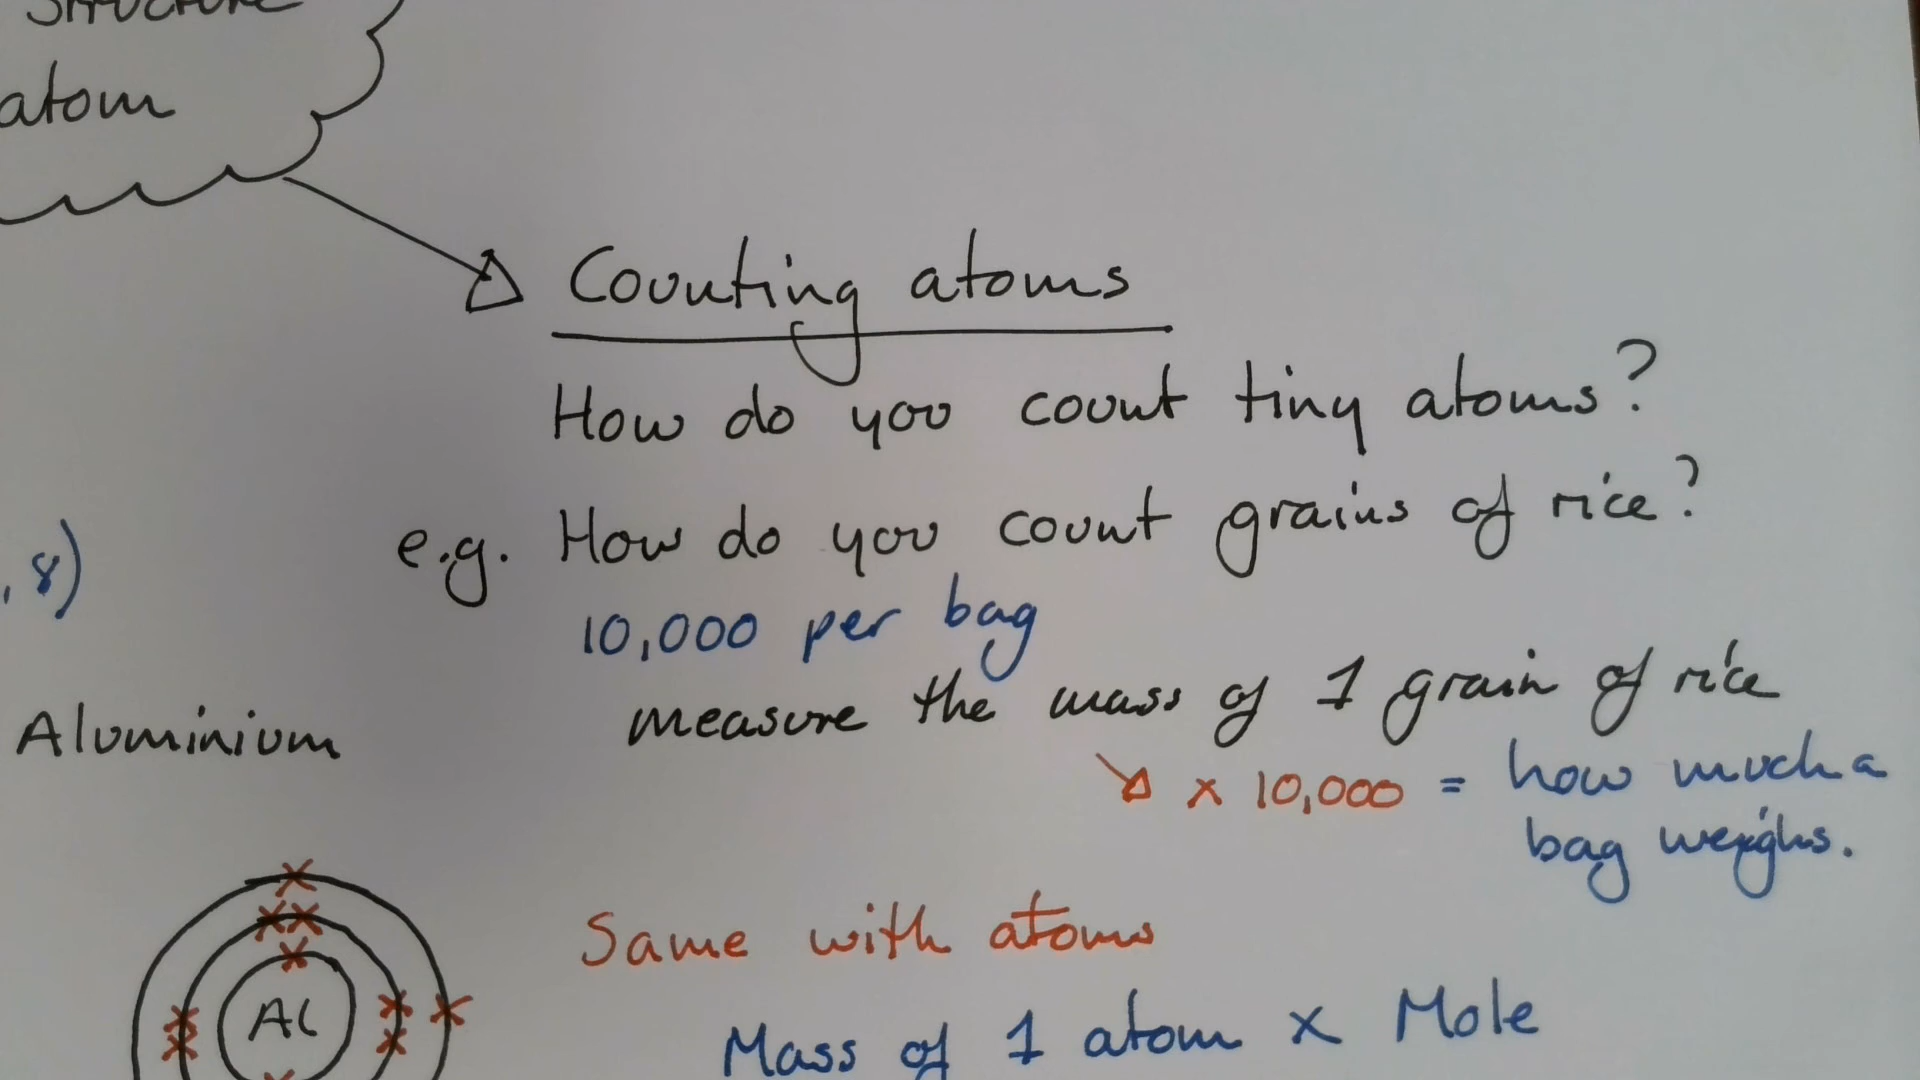 Structure
atom
Counting atoms
How do you count tiny atoms?
e.g. How do you count grains of rice?
10,000 per bag
, 8)
measure the mass of 1 grain of rice
Aluminium
x 10,000 = how much a
bag weighs.
Same with atoms
Al
Mass of 1 atom x Mole